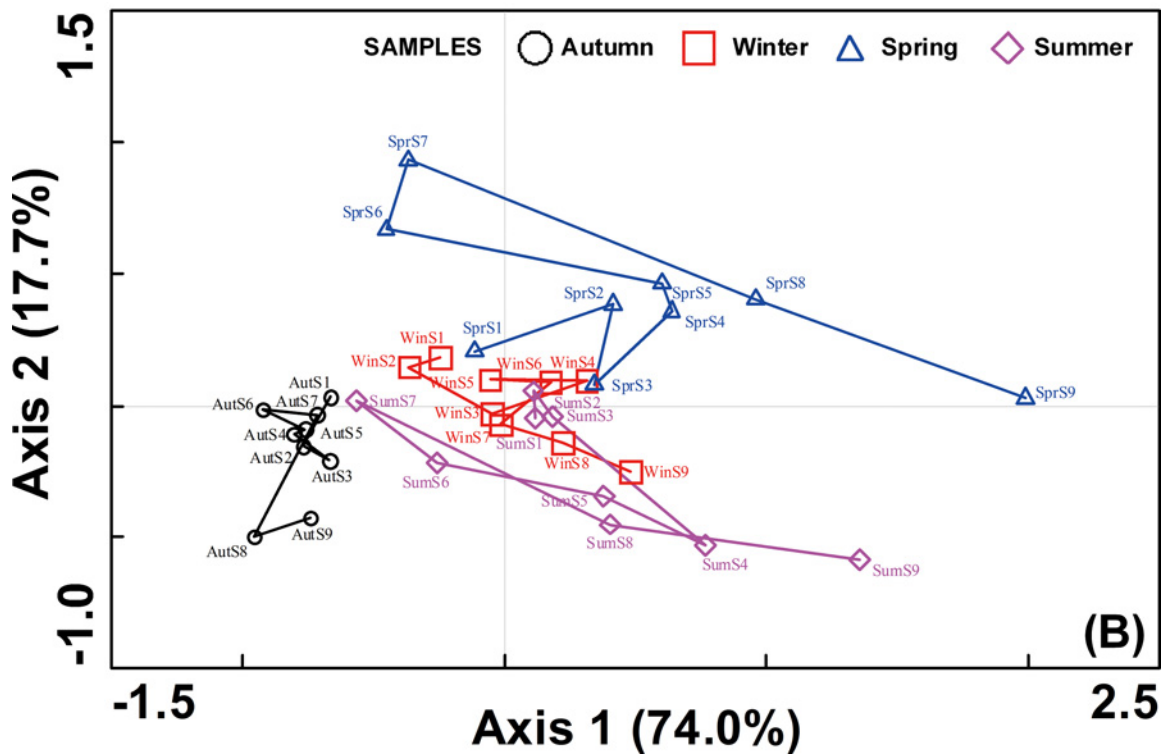 1.5
SAMPLES Autumn Winter Spring Summer
SprS7
SprS6
SprS8
SprS5
SprS2
SprS4
SprS1
WinS1
WinS2
WinS6 WinS4
WinS5
SprS3
SprS9
AutS1
SumS7
SumS2
AutS6 AutS7
WinS3
SumS3
AutS4 AutS5
WinS7
SumS1
AutS2
AutS3
WinS8
WinS9
SumS6
SumS5
AutS9
SumS8
AutS8
SumS4
SumS9
Axis 2 (17.7%)
-1.0
(B)
-1.5
Axis 1 (74.0%)
2.5